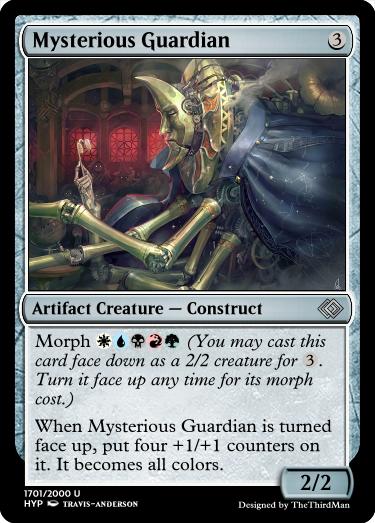 Mysterious Guardian 3
Artifact Creature — Construct
Morph (You may cast this
card face down as a 2/2 creature for 3 .
Turn it face up any time for its morph
cost.)
When Mysterious Guardian is turned
face up, put four +1/+1 counters on
it. It becomes all colors.
2/2
1701/2000 U
HYP TRAVIS-ANDERSON
Designed by TheThirdMan